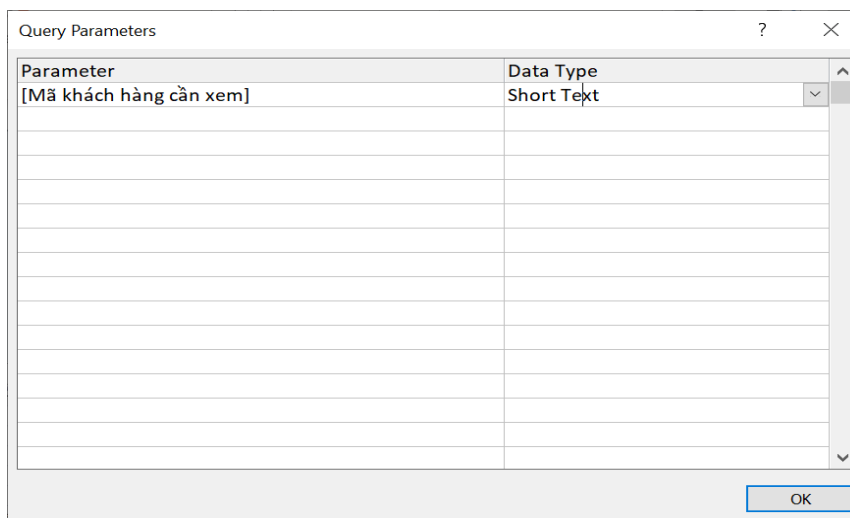 Query Parameters ?
Parameter Data Type
[Mã khách hàng cần xem] Short Text
OK